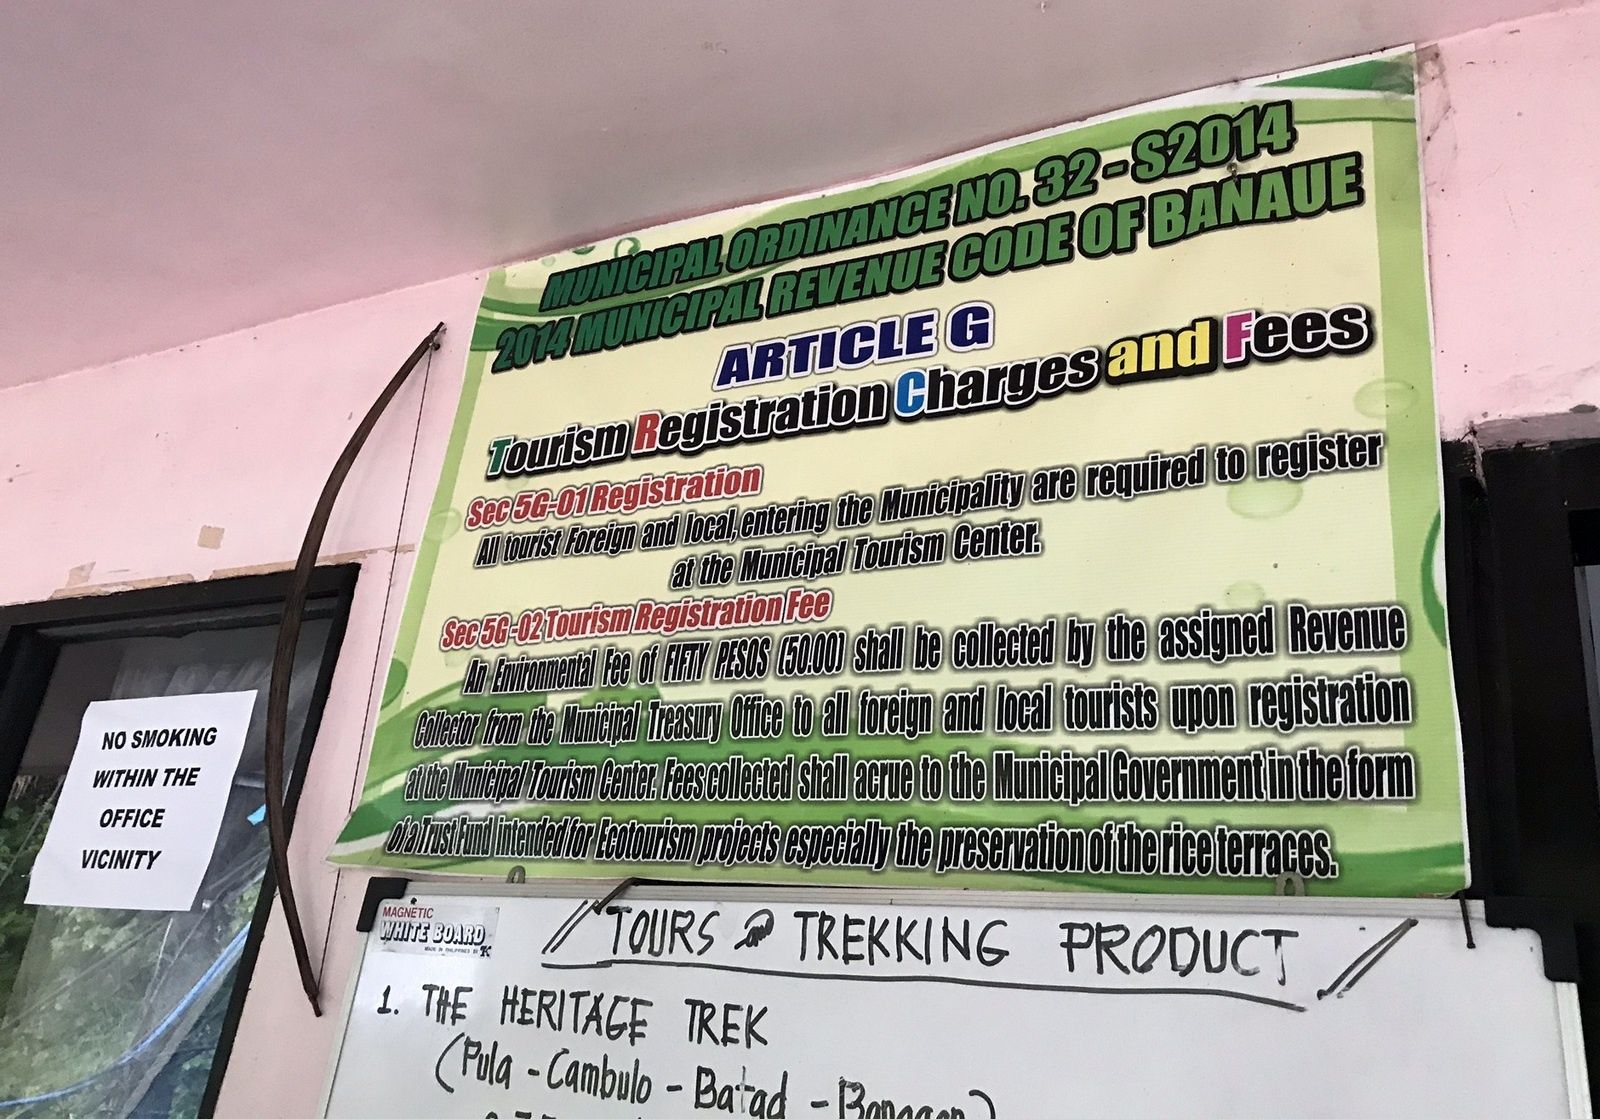 MUNICIPAL ORDINANCE NO. 32 - S2014
2014 MUNICIPAL REVENUE CODE OF BANAUE
ARTICLE G
Tourism Registration Charges and Fees
Sec 5G-01 Registration
All tourist Foreign and local,entering the Municipality are required to register
at the Municipal Tourism Center.
Sec 5G-02 Tourism Registration Fee
An Environmental Fee of FIFTY PESOS (50.00) shall be collected by the assigned Revenue
Collector from the Municipal Treasury Office to all foreign and local tourists upon registration
at the Municipal Tourism Center. Fees collected shall acrue to the Municipal Government in the form
of a Trust Fund intended for Ecotourism projects especially the preservation of the rice terraces.
NO SMOKING
WITHIN THE
OFFICE
VICINITY
MAGNETIC
WHITE BOARD
MADE IN PHILIPPINES BY K
// TOURS and TREKKING PRODUCT //
1. THE HERITAGE TREK
(Pula - Cambulo - Batad - Bangaan)